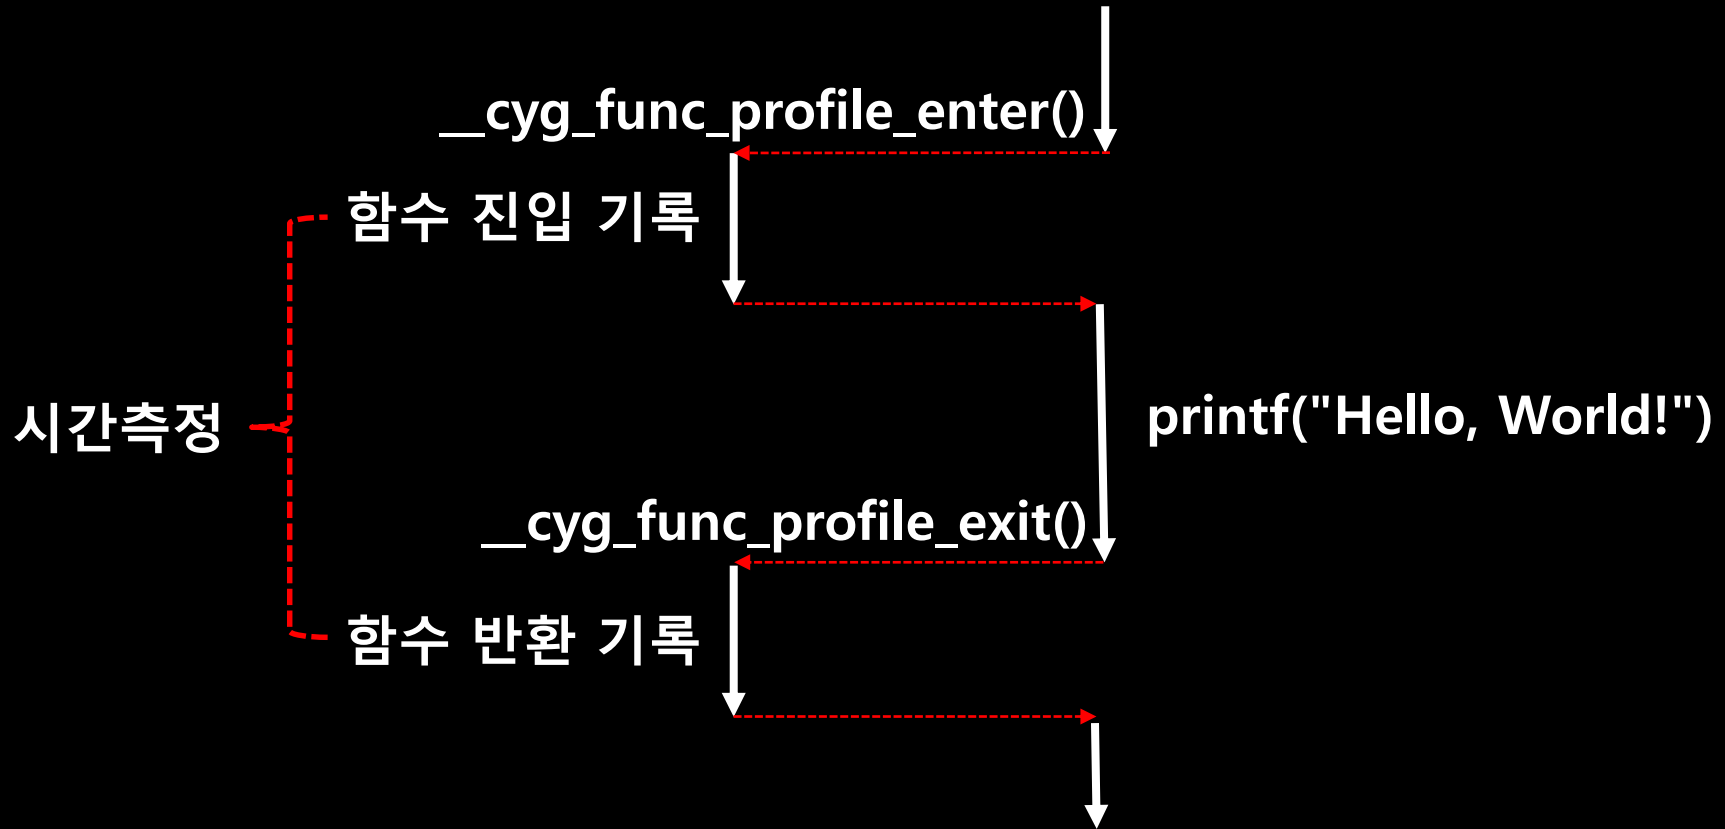 __cyg_func_profile_enter()
함수 진입 기록
시간측정
printf("Hello, World!")
__cyg_func_profile_exit()
함수 반환 기록